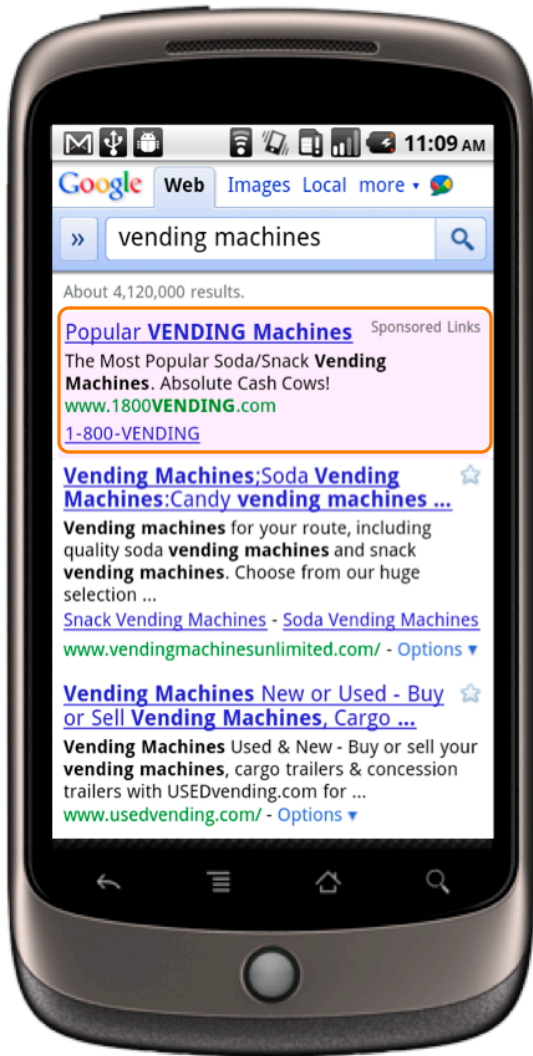 11:09 AM
Google Web Images Local more ▾
» vending machines
About 4,120,000 results.
Popular VENDING Machines Sponsored Links
The Most Popular Soda/Snack Vending
Machines. Absolute Cash Cows!
www.1800VENDING.com
1-800-VENDING
Vending Machines;Soda Vending
Machines:Candy vending machines ...
Vending machines for your route, including
quality soda vending machines and snack
vending machines. Choose from our huge
selection ...
Snack Vending Machines - Soda Vending Machines
www.vendingmachinesunlimited.com/ - Options ▾
Vending Machines New or Used - Buy
or Sell Vending Machines, Cargo ...
Vending Machines Used & New - Buy or sell your
vending machines, cargo trailers & concession
trailers with USEDvending.com for ...
www.usedvending.com/ - Options ▾